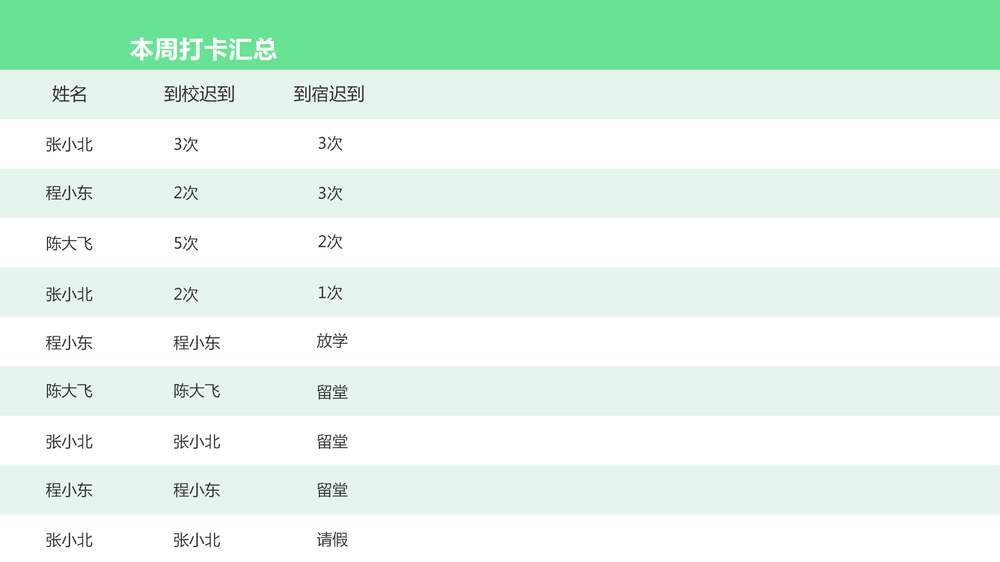 本周打卡汇总
姓名 到校迟到 到宿迟到
张小北 3次 3次
程小东 2次 3次
陈大飞 5次 2次
张小北 2次 1次
程小东 程小东 放学
陈大飞 陈大飞 留堂
张小北 张小北 留堂
程小东 程小东 留堂
张小北 张小北 请假